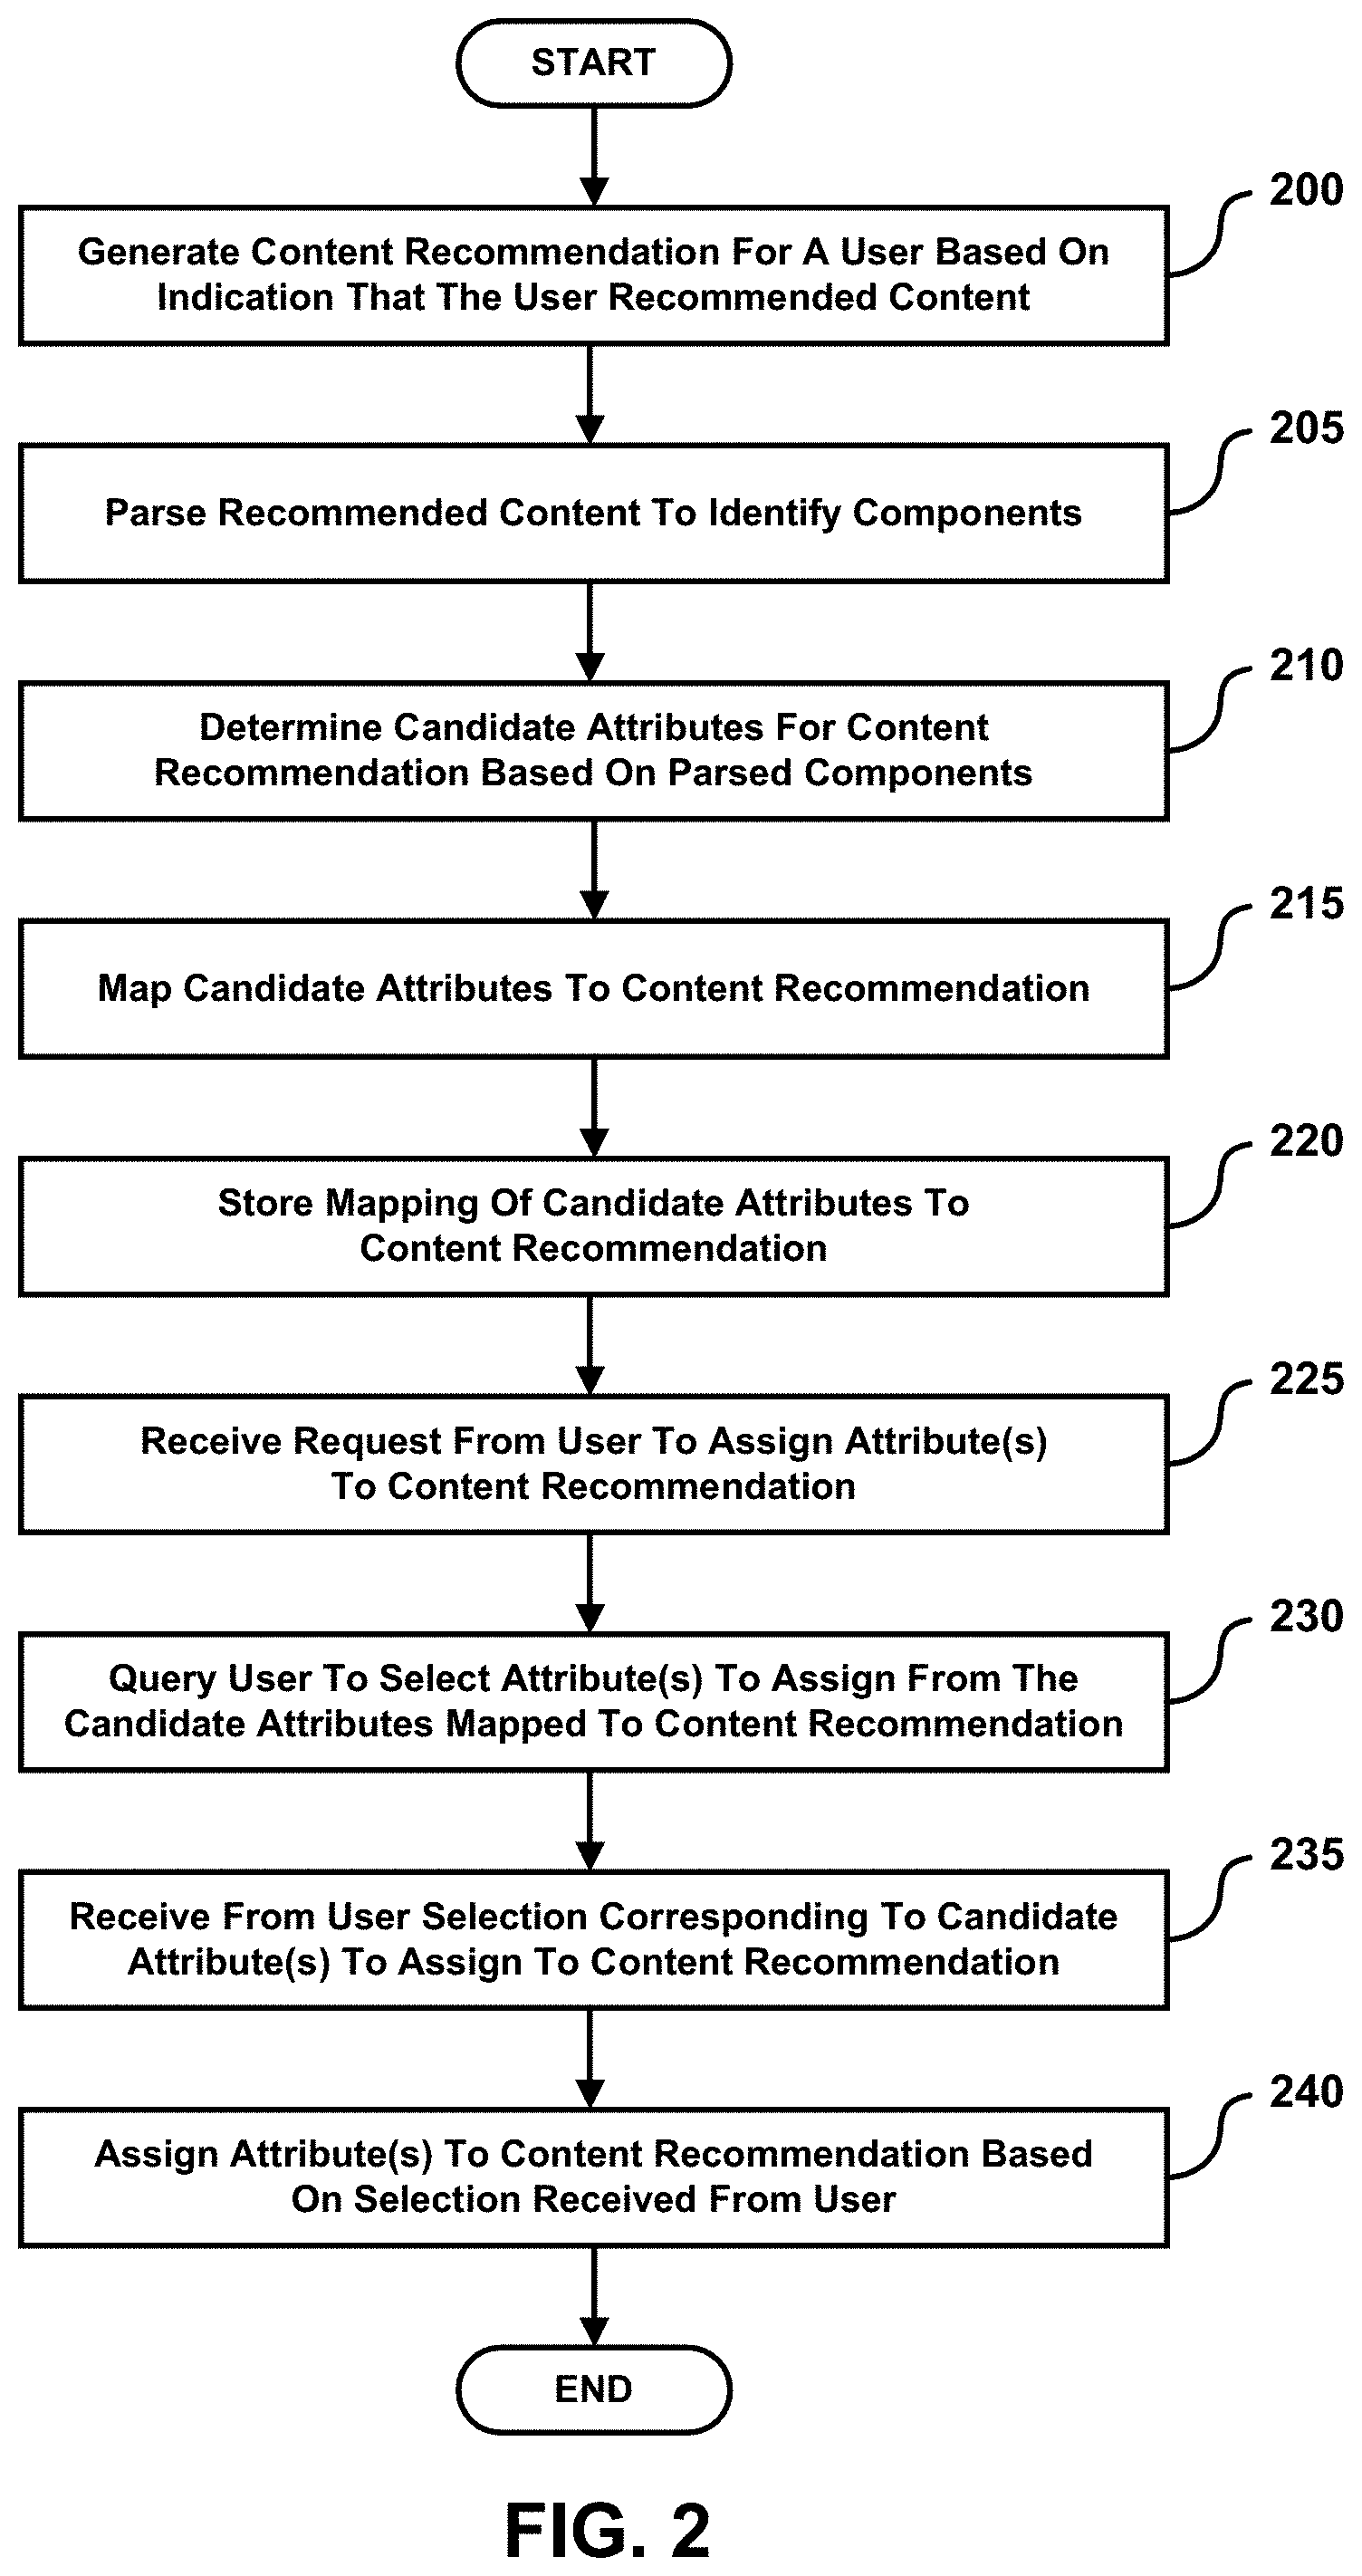 START
200
Generate Content Recommendation For A User Based On
Indication That The User Recommended Content
205
Parse Recommended Content To Identify Components
210
Determine Candidate Attributes For Content
Recommendation Based On Parsed Components
215
Map Candidate Attributes To Content Recommendation
220
Store Mapping Of Candidate Attributes To
Content Recommendation
225
Receive Request From User To Assign Attribute(s)
To Content Recommendation
230
Query User To Select Attribute(s) To Assign From The
Candidate Attributes Mapped To Content Recommendation
235
Receive From User Selection Corresponding To Candidate
Attribute(s) To Assign To Content Recommendation
240
Assign Attribute(s) To Content Recommendation Based
On Selection Received From User
END
FIG. 2